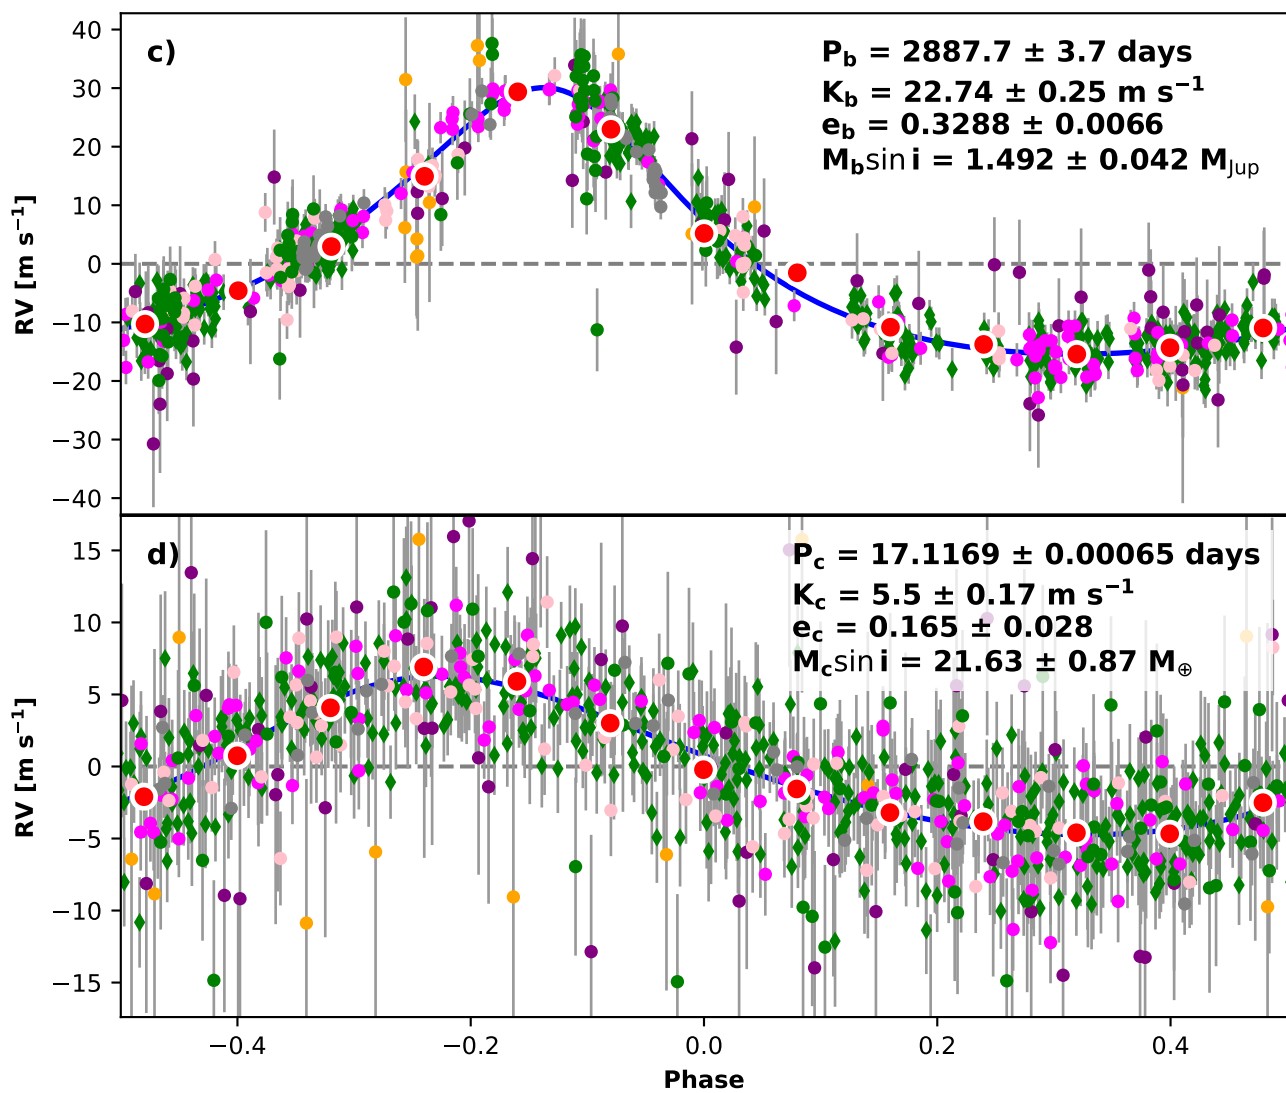 c)
P_b = 2887.7 ± 3.7 days
K_b = 22.74 ± 0.25 m s⁻¹
e_b = 0.3288 ± 0.0066
M_b sin i = 1.492 ± 0.042 M_Jup
40
30
20
10
0
−10
−20
−30
−40
RV [m s⁻¹]
d)
P_c = 17.1169 ± 0.00065 days
K_c = 5.5 ± 0.17 m s⁻¹
e_c = 0.165 ± 0.028
M_c sin i = 21.63 ± 0.87 M_⊕
15
10
5
0
−5
−10
−15
RV [m s⁻¹]
−0.4 −0.2 0.0 0.2 0.4
Phase